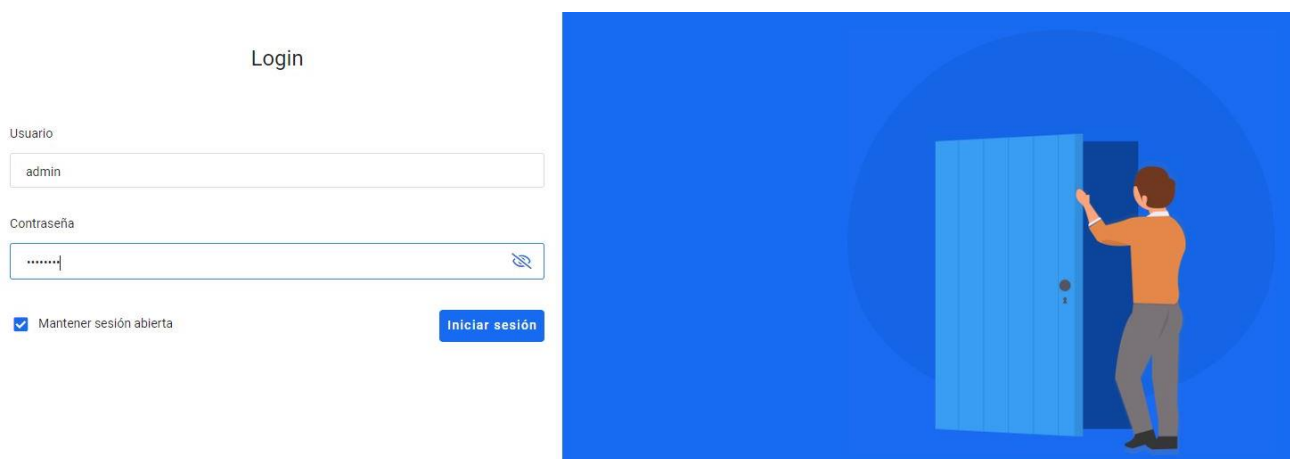 Login
Usuario
admin
Contraseña
••••••••
Mantener sesión abierta
Iniciar sesión